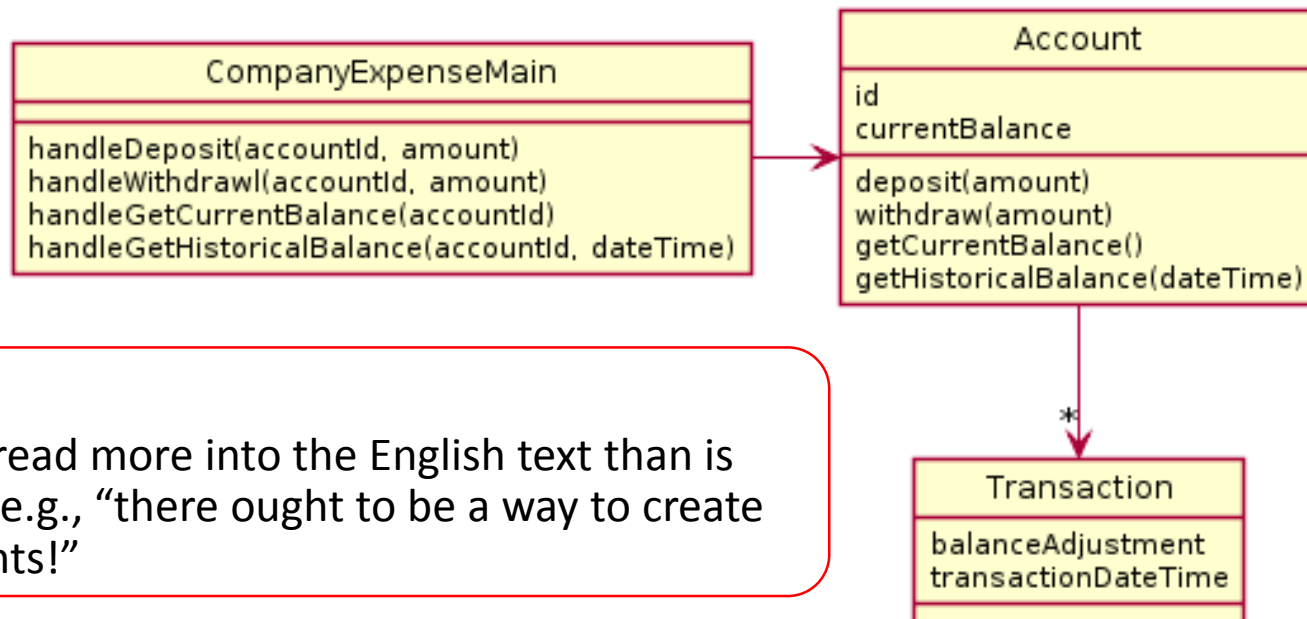 CompanyExpenseMain
handleDeposit(accountId, amount)
handleWithdrawl(accountId, amount)
handleGetCurrentBalance(accountId)
handleGetHistoricalBalance(accountId, dateTime)
Account
id
currentBalance
deposit(amount)
withdraw(amount)
getCurrentBalance()
getHistoricalBalance(dateTime)
*
read more into the English text than is
e.g., “there ought to be a way to create
nts!”
Transaction
balanceAdjustment
transactionDateTime